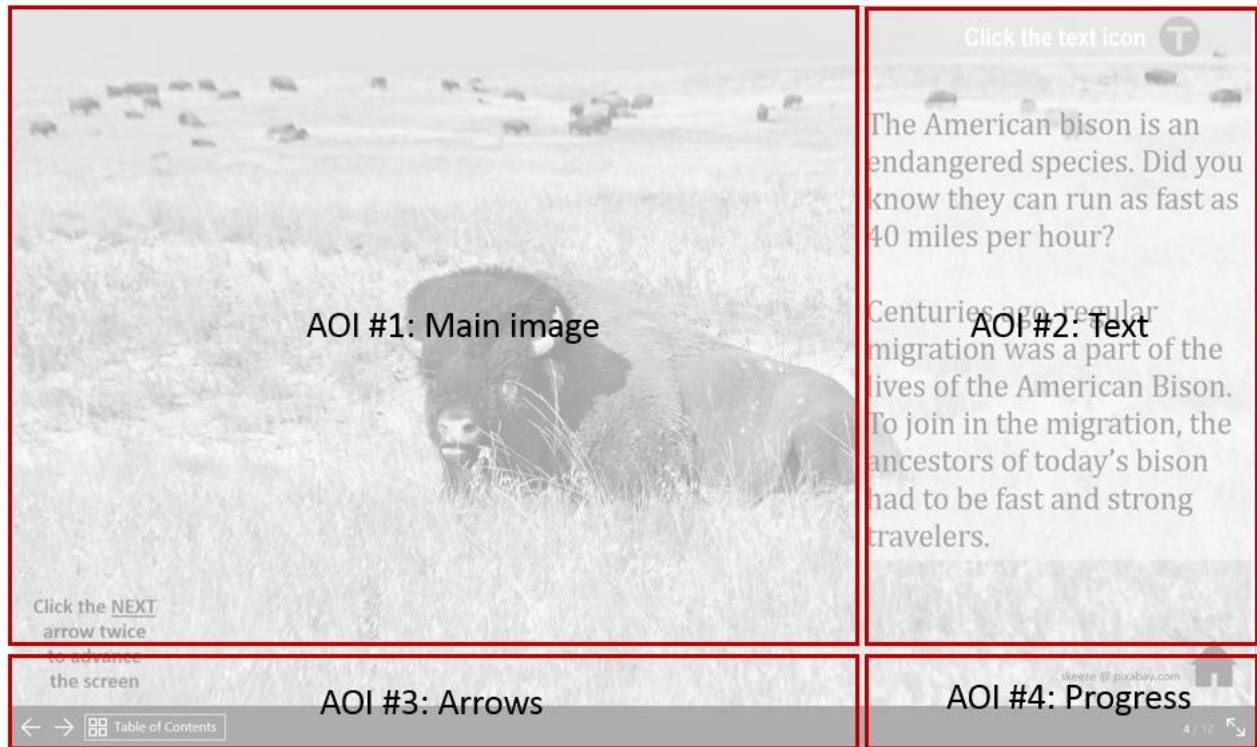 Click the text icon T
The American bison is an
endangered species. Did you
know they can run as fast as
40 miles per hour?
AOI #1: Main image
AOI #2: Text
Centuries ago, regular
migration was a part of the
lives of the American Bison.
To join in the migration, the
ancestors of today's bison
had to be fast and strong
travelers.
Click the NEXT
arrow twice
to advance
the screen
AOI #3: Arrows
skeeze @ pixabay.com
AOI #4: Progress
Table of Contents
4 / 12